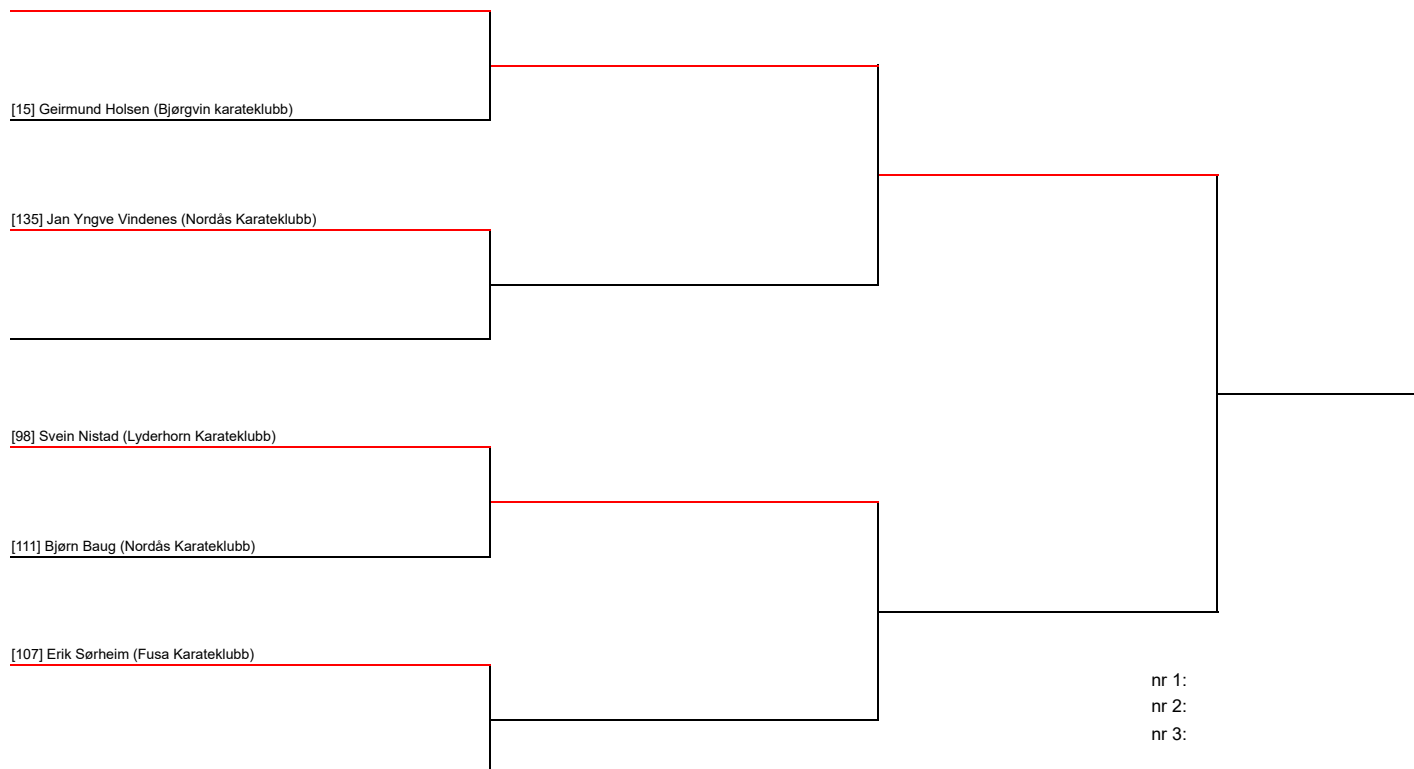 [15] Geirmund Holsen (Bjørgvin karateklubb)
[135] Jan Yngve Vindenes (Nordås Karateklubb)
[98] Svein Nistad (Lyderhorn Karateklubb)
[111] Bjørn Baug (Nordås Karateklubb)
[107] Erik Sørheim (Fusa Karateklubb)
nr 1:
nr 2:
nr 3: